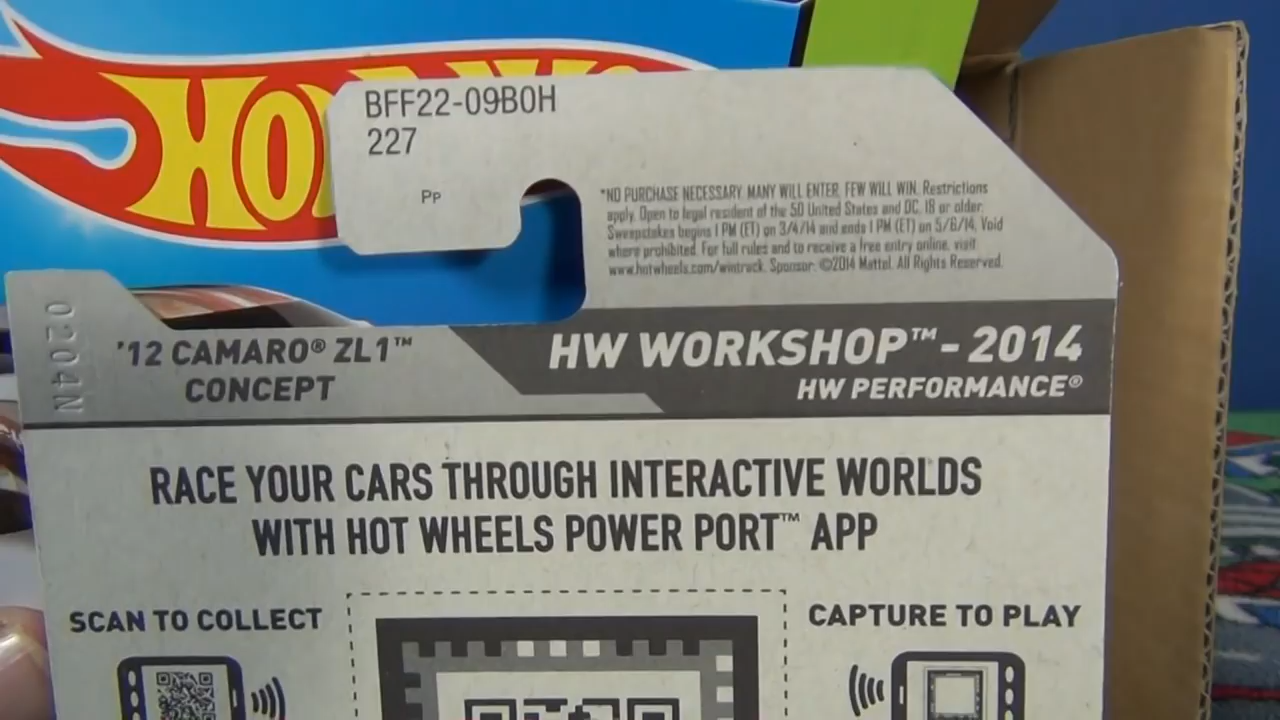 HO
BFF22-09B0H
227
Pp
*NO PURCHASE NECESSARY. MANY WILL ENTER, FEW WILL WIN. Restrictions
apply. Open to legal resident of the 50 United States and DC, 18 or older.
Sweepstakes begins 1 PM (ET) on 3/4/14 and ends 1 PM (ET) on 5/6/14. Void
where prohibited. For full rules and to receive a free entry online, visit
www.hotwheels.com/wintruck. Sponsor: ©2014 Mattel. All Rights Reserved.
0204N
'12 CAMARO® ZL1™
CONCEPT
HW WORKSHOP™ - 2014
HW PERFORMANCE®
RACE YOUR CARS THROUGH INTERACTIVE WORLDS
WITH HOT WHEELS POWER PORT™ APP
SCAN TO COLLECT
CAPTURE TO PLAY